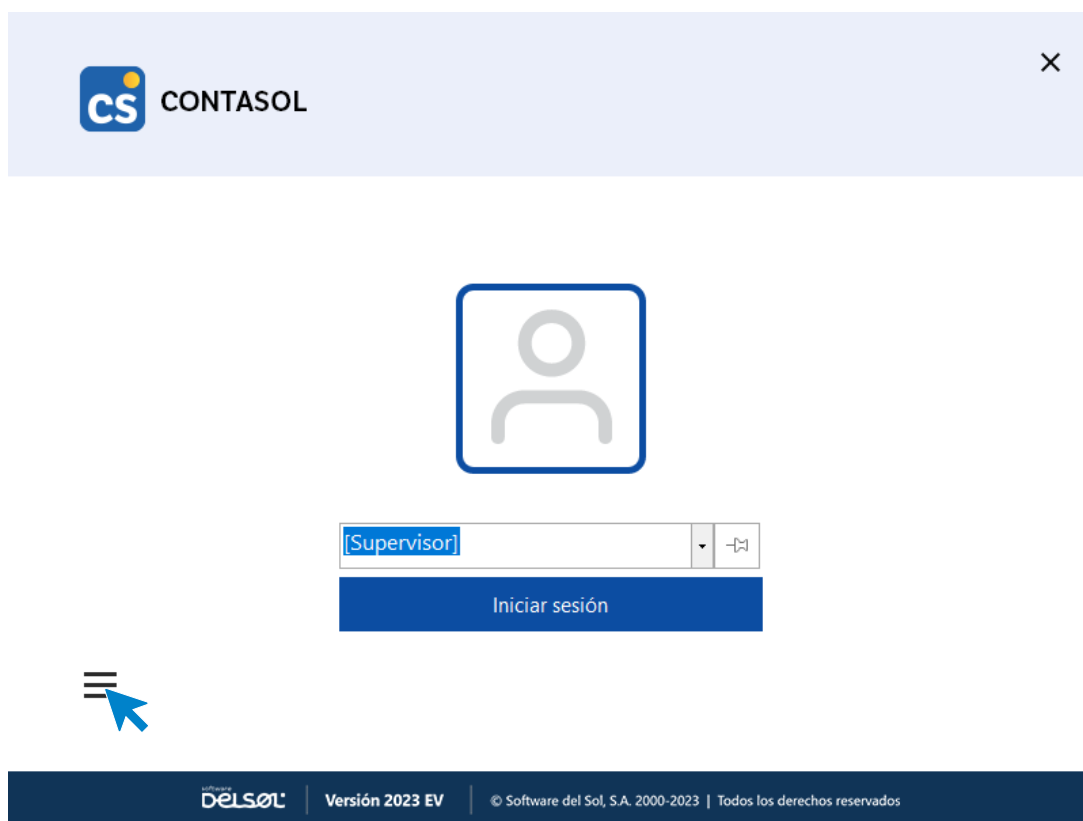 cs CONTASOL
[Supervisor]
Iniciar sesión
software DELSOL Versión 2023 EV © Software del Sol, S.A. 2000-2023 | Todos los derechos reservados